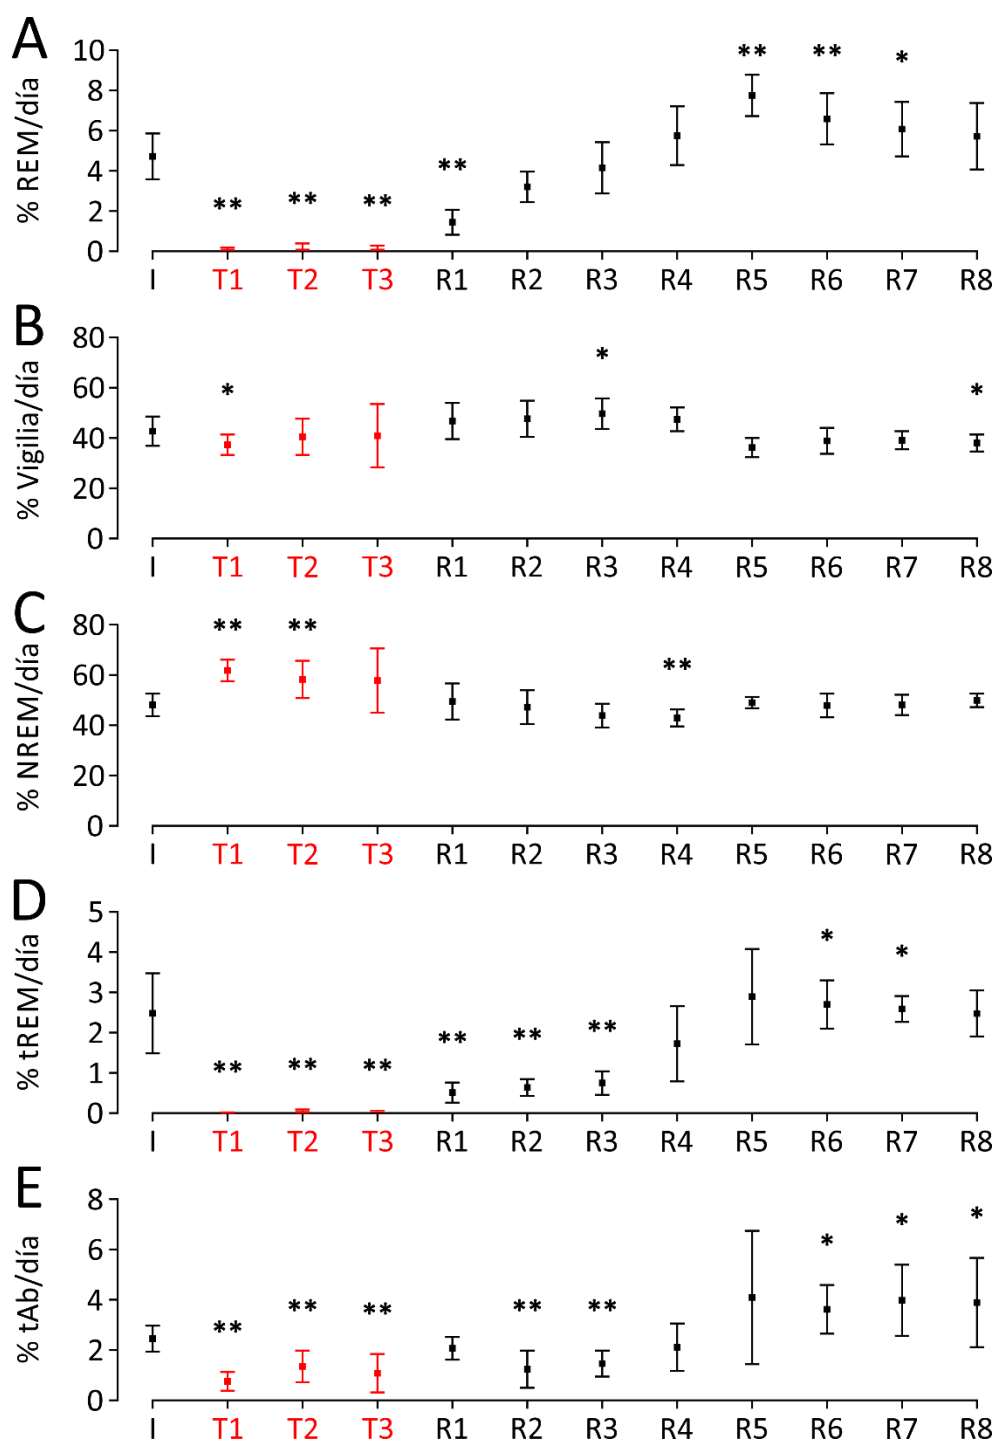 A
% REM/día
10
8
6
4
2
0
** ** ** ** ** ** *
I T1 T2 T3 R1 R2 R3 R4 R5 R6 R7 R8
B
% Vigilia/día
80
60
40
20
0
* * *
I T1 T2 T3 R1 R2 R3 R4 R5 R6 R7 R8
C
% NREM/día
80
60
40
20
0
** ** **
I T1 T2 T3 R1 R2 R3 R4 R5 R6 R7 R8
D
% tREM/día
5
4
3
2
1
0
** ** ** ** ** ** * *
I T1 T2 T3 R1 R2 R3 R4 R5 R6 R7 R8
E
% tAb/día
8
6
4
2
0
** ** ** ** ** * * *
I T1 T2 T3 R1 R2 R3 R4 R5 R6 R7 R8